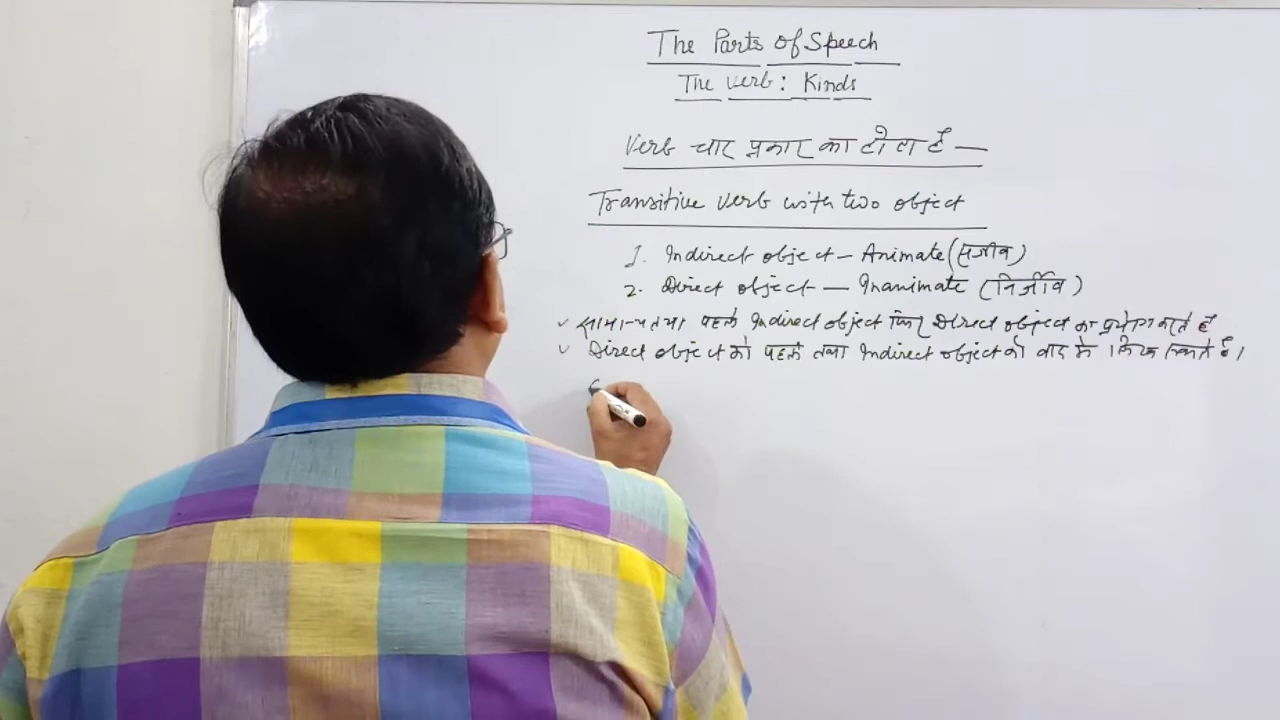 The Parts of Speech
The Verb: Kinds
Verb चार प्रकार का होता है —
Transitive Verb with two object
1. Indirect object – Animate (सजीव)
2. Direct object — Inanimate (निर्जीव)
✓ सामान्यतया पहले Indirect object फिर Direct object का प्रयोग करते हैं
✓ Direct object को पहले तथा Indirect object को बाद में लिख सकते हैं।